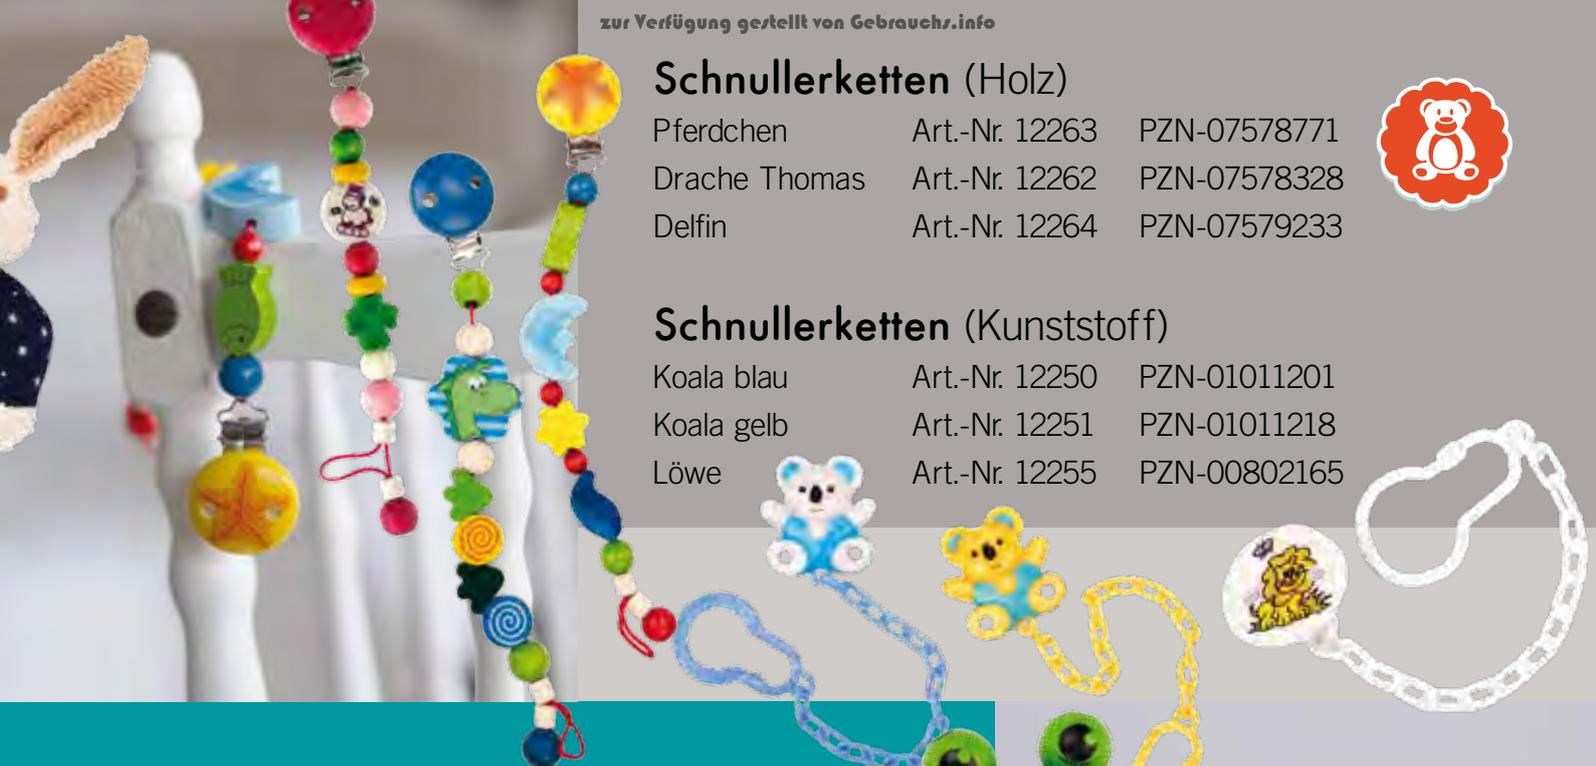 zur Verfügung gestellt von Gebrauchs.info
Schnullerketten (Holz)
Pferdchen Art.-Nr. 12263 PZN-07578771
Drache Thomas Art.-Nr. 12262 PZN-07578328
Delfin Art.-Nr. 12264 PZN-07579233
Schnullerketten (Kunststoff)
Koala blau Art.-Nr. 12250 PZN-01011201
Koala gelb Art.-Nr. 12251 PZN-01011218
Löwe Art.-Nr. 12255 PZN-00802165